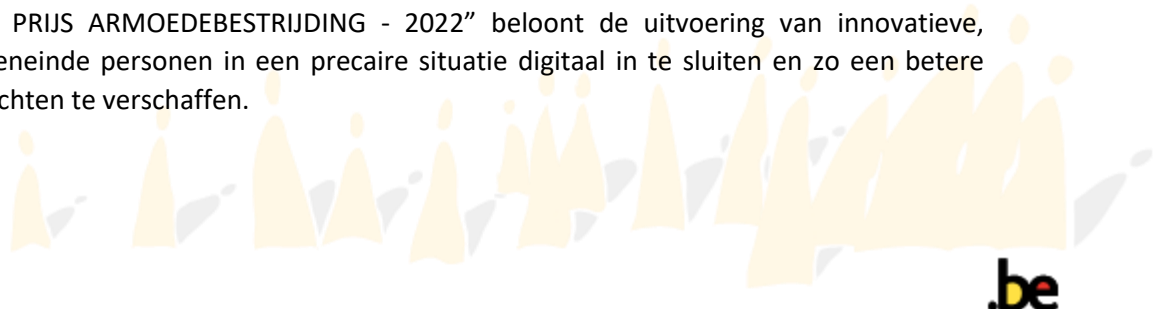 PRIJS ARMOEDEBESTRIJDING - 2022” beloont de uitvoering van innovatieve,
eneinde personen in een precaire situatie digitaal in te sluiten en zo een betere
chten te verschaffen.
.be